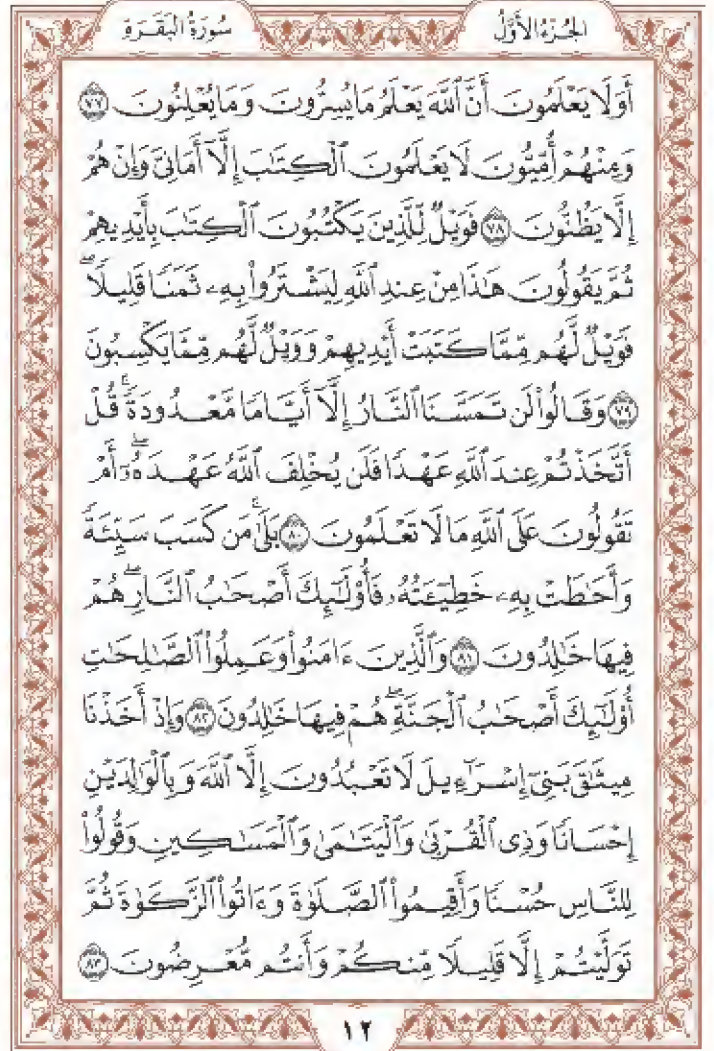 الجُزْءُ الأَوَّلُ
سُورَةُ البَقَرَةِ
أَوَلَا يَعْلَمُونَ أَنَّ ٱللَّهَ يَعْلَمُ مَا يُسِرُّونَ وَمَا يُعْلِنُونَ ٧٧
وَمِنْهُمْ أُمِّيُّونَ لَا يَعْلَمُونَ ٱلْكِتَٰبَ إِلَّآ أَمَانِىَّ وَإِنْ هُمْ
إِلَّا يَظُنُّونَ ٧٨ فَوَيْلٌ لِّلَّذِينَ يَكْتُبُونَ ٱلْكِتَٰبَ بِأَيْدِيهِمْ
ثُمَّ يَقُولُونَ هَٰذَا مِنْ عِندِ ٱللَّهِ لِيَشْتَرُوا۟ بِهِۦ ثَمَنًا قَلِيلًا ۖ
فَوَيْلٌ لَّهُم مِّمَّا كَتَبَتْ أَيْدِيهِمْ وَوَيْلٌ لَّهُم مِّمَّا يَكْسِبُونَ
٧٩ وَقَالُوا۟ لَن تَمَسَّنَا ٱلنَّارُ إِلَّآ أَيَّامًا مَّعْدُودَةً ۚ قُلْ
أَتَّخَذْتُمْ عِندَ ٱللَّهِ عَهْدًا فَلَن يُخْلِفَ ٱللَّهُ عَهْدَهُۥٓ ۖ أَمْ
تَقُولُونَ عَلَى ٱللَّهِ مَا لَا تَعْلَمُونَ ٨٠ بَلَىٰ ۚ مَن كَسَبَ سَيِّئَةً
وَأَحَٰطَتْ بِهِۦ خَطِيٓـَٔتُهُۥ فَأُو۟لَٰٓئِكَ أَصْحَٰبُ ٱلنَّارِ ۖ هُمْ
فِيهَا خَٰلِدُونَ ٨١ وَٱلَّذِينَ ءَامَنُوا۟ وَعَمِلُوا۟ ٱلصَّٰلِحَٰتِ
أُو۟لَٰٓئِكَ أَصْحَٰبُ ٱلْجَنَّةِ ۖ هُمْ فِيهَا خَٰلِدُونَ ٨٢ وَإِذْ أَخَذْنَا
مِيثَٰقَ بَنِىٓ إِسْرَٰٓءِيلَ لَا تَعْبُدُونَ إِلَّا ٱللَّهَ وَبِٱلْوَٰلِدَيْنِ
إِحْسَانًا وَذِى ٱلْقُرْبَىٰ وَٱلْيَتَٰمَىٰ وَٱلْمَسَٰكِينِ وَقُولُوا۟
لِلنَّاسِ حُسْنًا وَأَقِيمُوا۟ ٱلصَّلَوٰةَ وَءَاتُوا۟ ٱلزَّكَوٰةَ ثُمَّ
تَوَلَّيْتُمْ إِلَّا قَلِيلًا مِّنكُمْ وَأَنتُم مُّعْرِضُونَ ٨٣
١٢